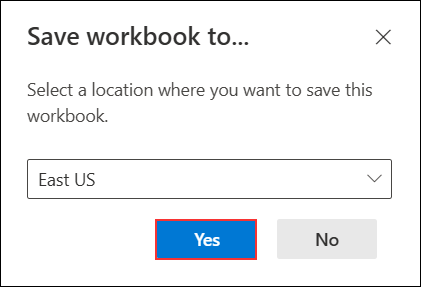 Save workbook to...
Select a location where you want to save this
workbook.
East US
Yes
No